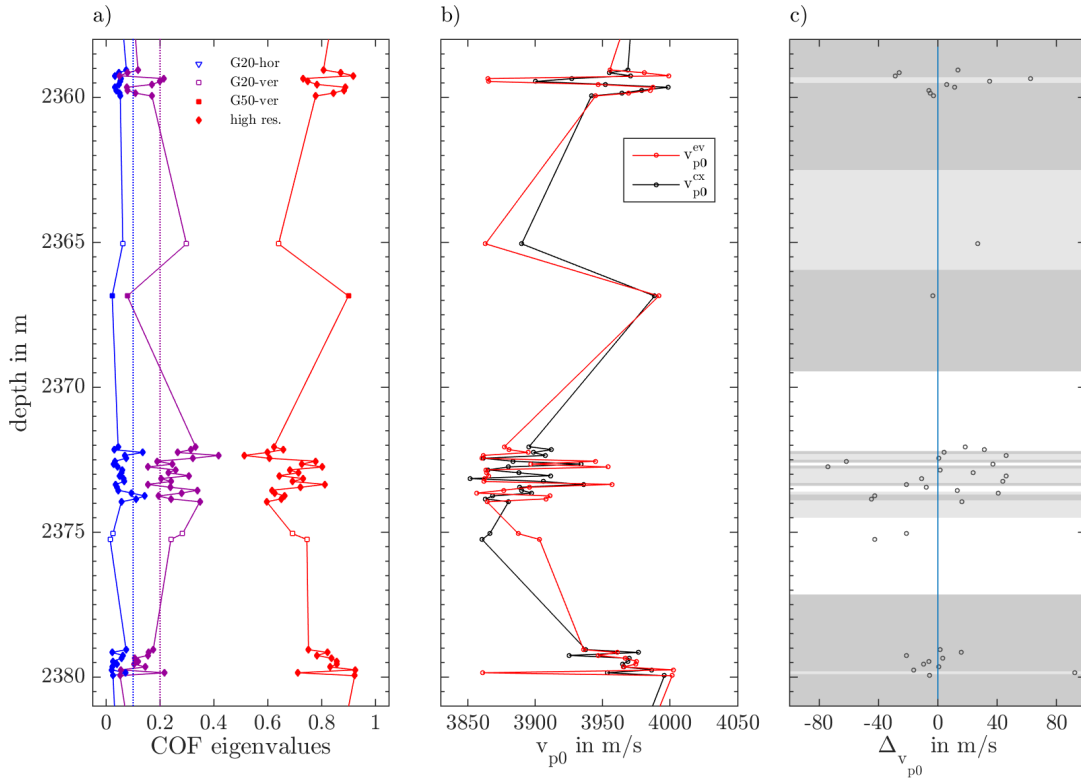 a)
b)
c)
G20-hor
G20-ver
G50-ver
high res.
v_p0^ev
v_p0^cx
depth in m
2360
2365
2370
2375
2380
0 0.2 0.4 0.6 0.8 1
COF eigenvalues
3850 3900 3950 4000 4050
v_p0 in m/s
-80 -40 0 40 80
Δ_v_p0 in m/s